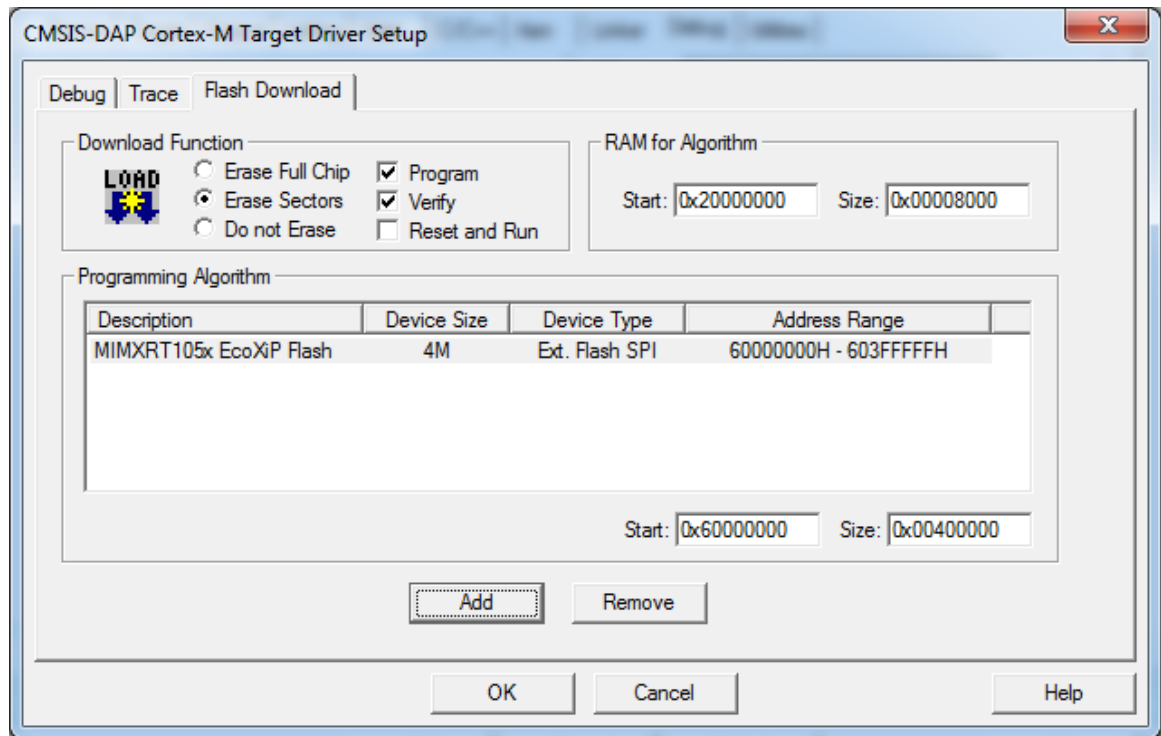 CMSIS-DAP Cortex-M Target Driver Setup
Debug Trace Flash Download
Download Function
LOAD
Erase Full Chip
Erase Sectors
Do not Erase
Program
Verify
Reset and Run
RAM for Algorithm
Start: 0x20000000 Size: 0x00008000
Programming Algorithm
Description Device Size Device Type Address Range
MIMXRT105x EcoXiP Flash 4M Ext. Flash SPI 60000000H - 603FFFFFH
Start: 0x60000000 Size: 0x00400000
Add Remove
OK Cancel Help